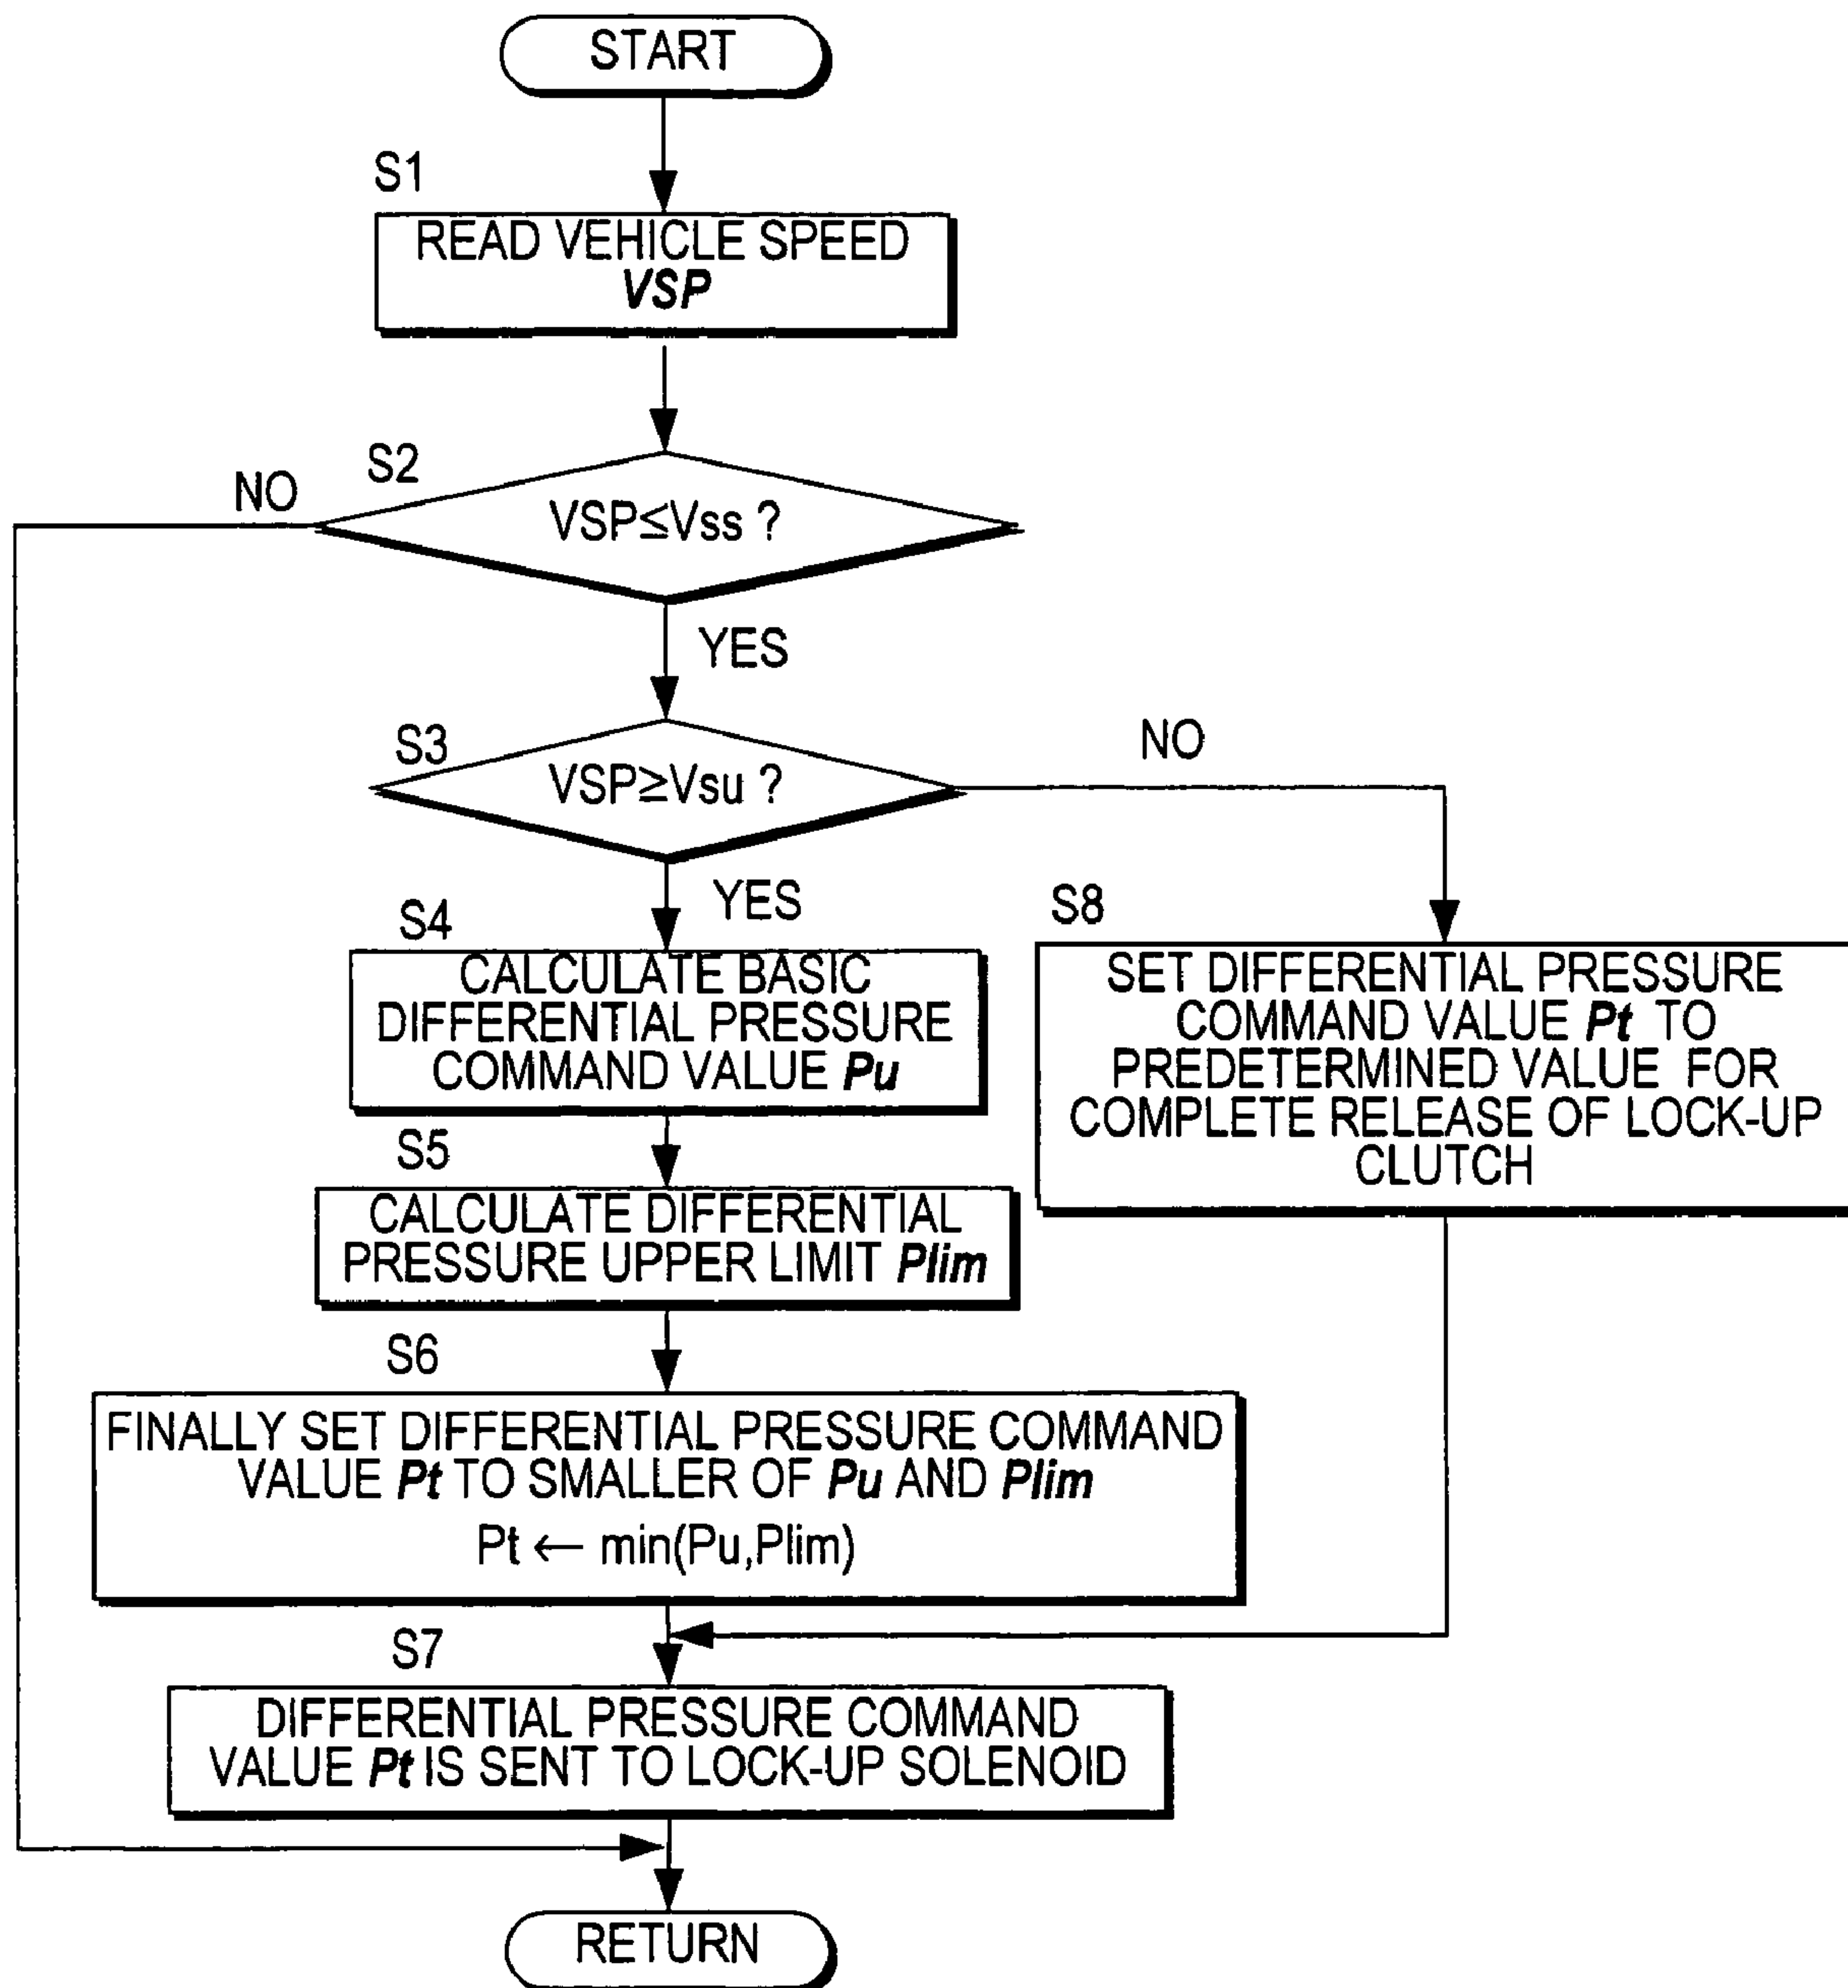 START
S1
READ VEHICLE SPEED
VSP
S2
NO
VSP≤Vss ?
YES
S3
NO
VSP≥Vsu ?
YES
S4
CALCULATE BASIC
DIFFERENTIAL PRESSURE
COMMAND VALUE Pu
S8
SET DIFFERENTIAL PRESSURE
COMMAND VALUE Pt TO
PREDETERMINED VALUE FOR
COMPLETE RELEASE OF LOCK-UP
CLUTCH
S5
CALCULATE DIFFERENTIAL
PRESSURE UPPER LIMIT Plim
S6
FINALLY SET DIFFERENTIAL PRESSURE COMMAND
VALUE Pt TO SMALLER OF Pu AND Plim
Pt ← min(Pu,Plim)
S7
DIFFERENTIAL PRESSURE COMMAND
VALUE Pt IS SENT TO LOCK-UP SOLENOID
RETURN